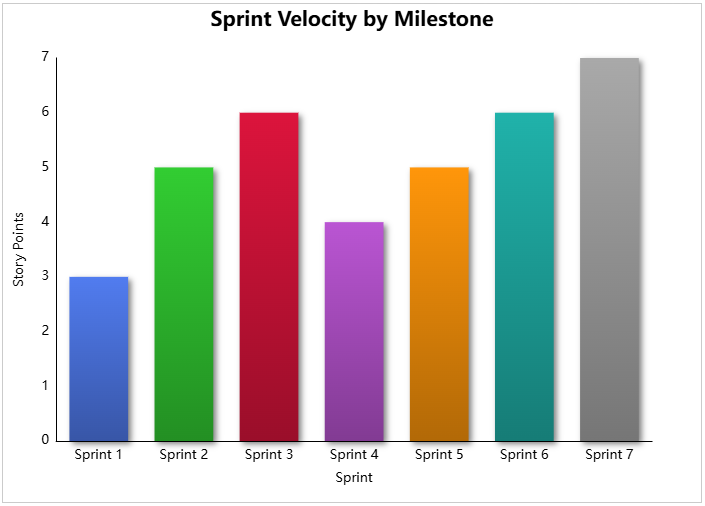 Sprint Velocity by Milestone
7
6
5
4
3
2
1
0
Story Points
Sprint 1 Sprint 2 Sprint 3 Sprint 4 Sprint 5 Sprint 6 Sprint 7
Sprint